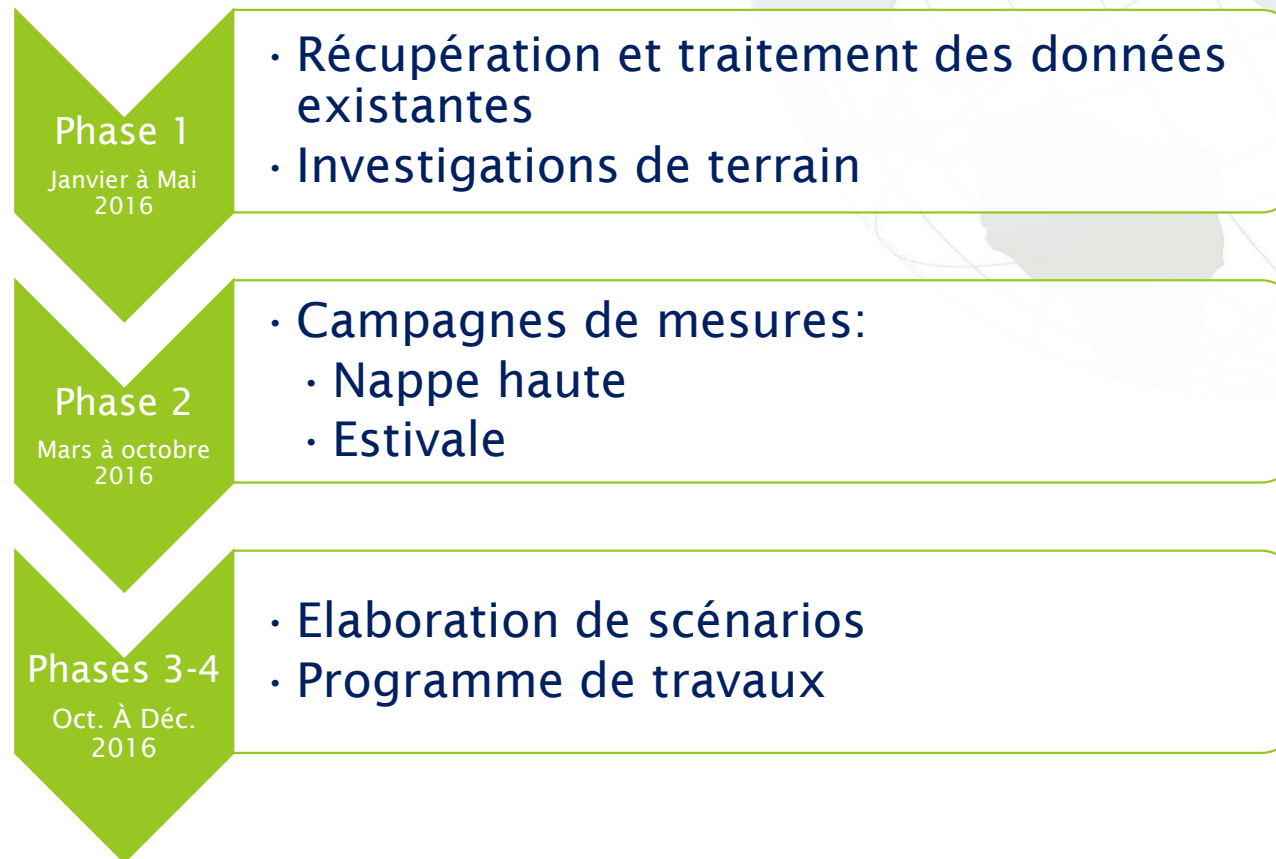 Phase 1
Janvier à Mai
2016
· Récupération et traitement des données
existantes
· Investigations de terrain
Phase 2
Mars à octobre
2016
· Campagnes de mesures:
· Nappe haute
· Estivale
Phases 3-4
Oct. À Déc.
2016
· Elaboration de scénarios
· Programme de travaux